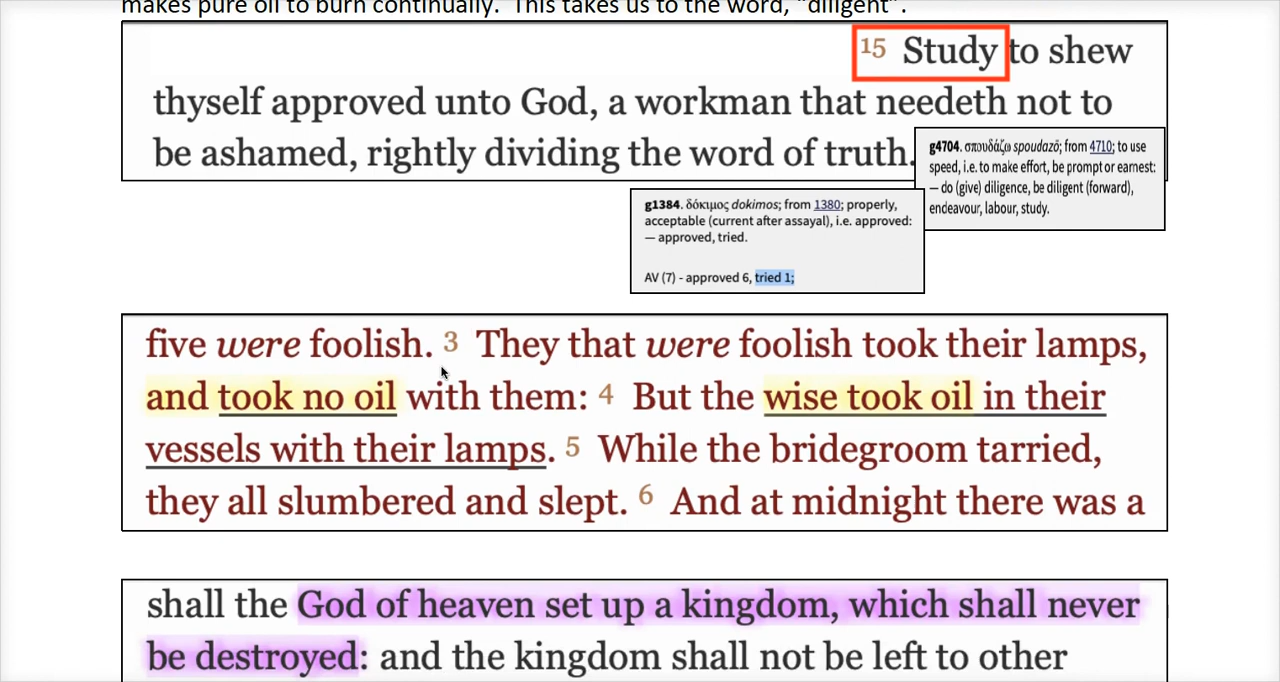 makes pure oil to burn continually.  This takes us to the word, “diligent”.
15 Study to shew
thyself approved unto God, a workman that needeth not to
be ashamed, rightly dividing the word of truth.
g4704. σπουδάζω spoudazō; from 4710; to use
speed, i.e. to make effort, be prompt or earnest:
— do (give) diligence, be diligent (forward),
endeavour, labour, study.
g1384. δόκιμος dokimos; from 1380; properly,
acceptable (current after assayal), i.e. approved:
— approved, tried.
AV (7) - approved 6, tried 1;
five were foolish. 3 They that were foolish took their lamps,
and took no oil with them: 4 But the wise took oil in their
vessels with their lamps. 5 While the bridegroom tarried,
they all slumbered and slept. 6 And at midnight there was a
shall the God of heaven set up a kingdom, which shall never
be destroyed: and the kingdom shall not be left to other